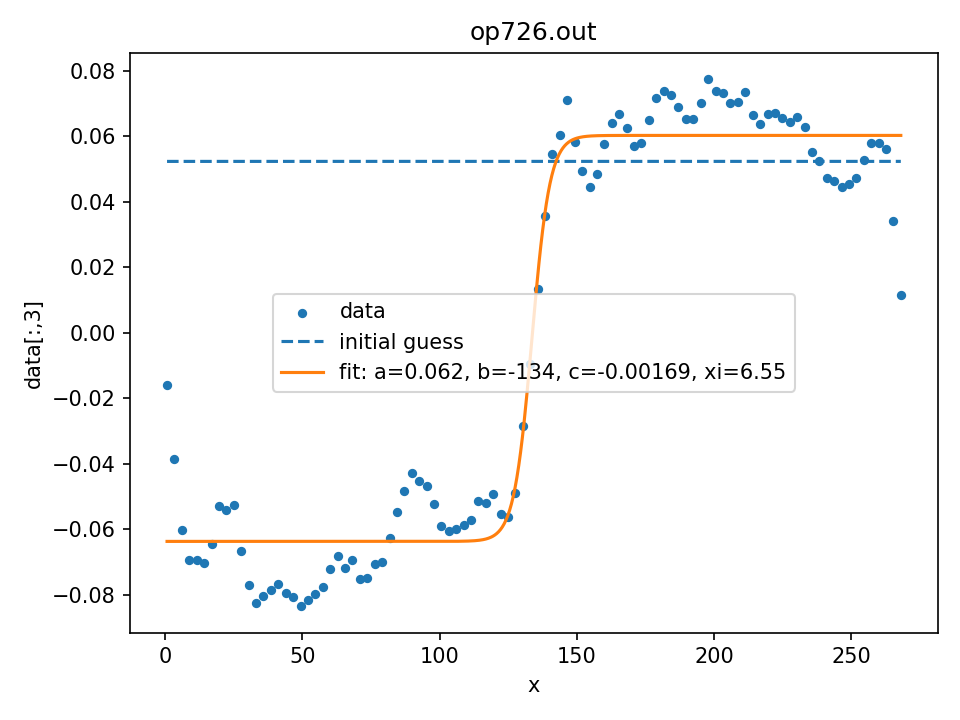 op726.out
0.08
0.06
0.04
0.02
0.00
−0.02
−0.04
−0.06
−0.08
data[:,3]
data
initial guess
fit: a=0.062, b=-134, c=-0.00169, xi=6.55
0 50 100 150 200 250
x